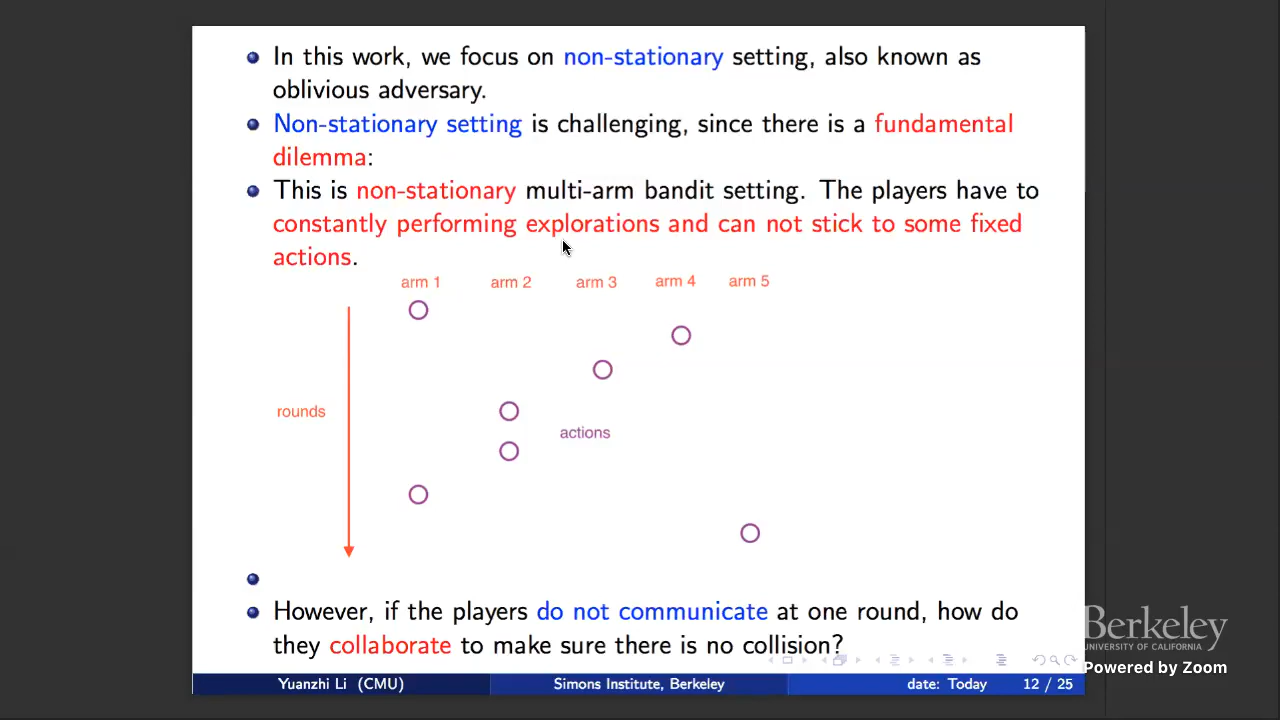 In this work, we focus on non-stationary setting, also known as
oblivious adversary.
Non-stationary setting is challenging, since there is a fundamental
dilemma:
This is non-stationary multi-arm bandit setting. The players have to
constantly performing explorations and can not stick to some fixed
actions.
arm 1 arm 2 arm 3 arm 4 arm 5
rounds
actions
However, if the players do not communicate at one round, how do
they collaborate to make sure there is no collision?
Berkeley
UNIVERSITY OF CALIFORNIA
Powered by Zoom
Yuanzhi Li (CMU) Simons Institute, Berkeley date: Today 12 / 25